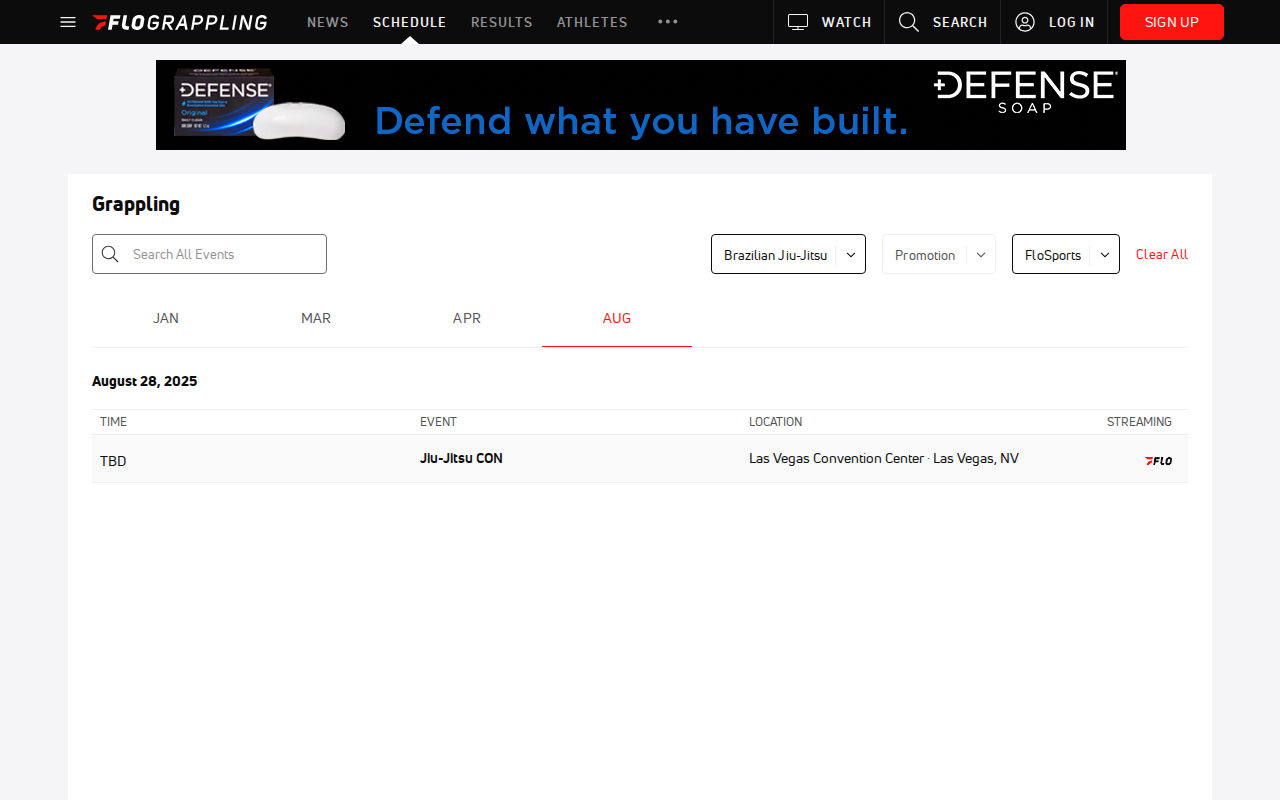 FLOGRAPPLING NEWS SCHEDULE RESULTS ATHLETES ••• WATCH SEARCH LOG IN SIGN UP
DEFENSE
Original
Defend what you have built.
DEFENSE
SOAP
Grappling
Search All Events Brazilian Jiu-Jitsu Promotion FloSports Clear All
JAN MAR APR AUG
August 28, 2025
TIME EVENT LOCATION STREAMING
TBD Jiu-Jitsu CON Las Vegas Convention Center · Las Vegas, NV FLO